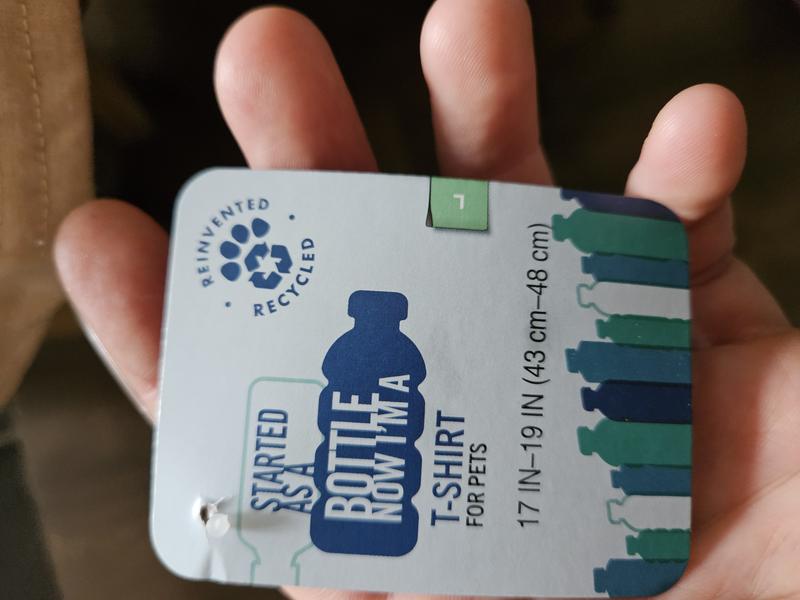 REINVENTED
RECYCLED
L
STARTED
AS A
BOTTLE
NOW I'M A
T-SHIRT
FOR PETS
17 IN–19 IN (43 cm–48 cm)